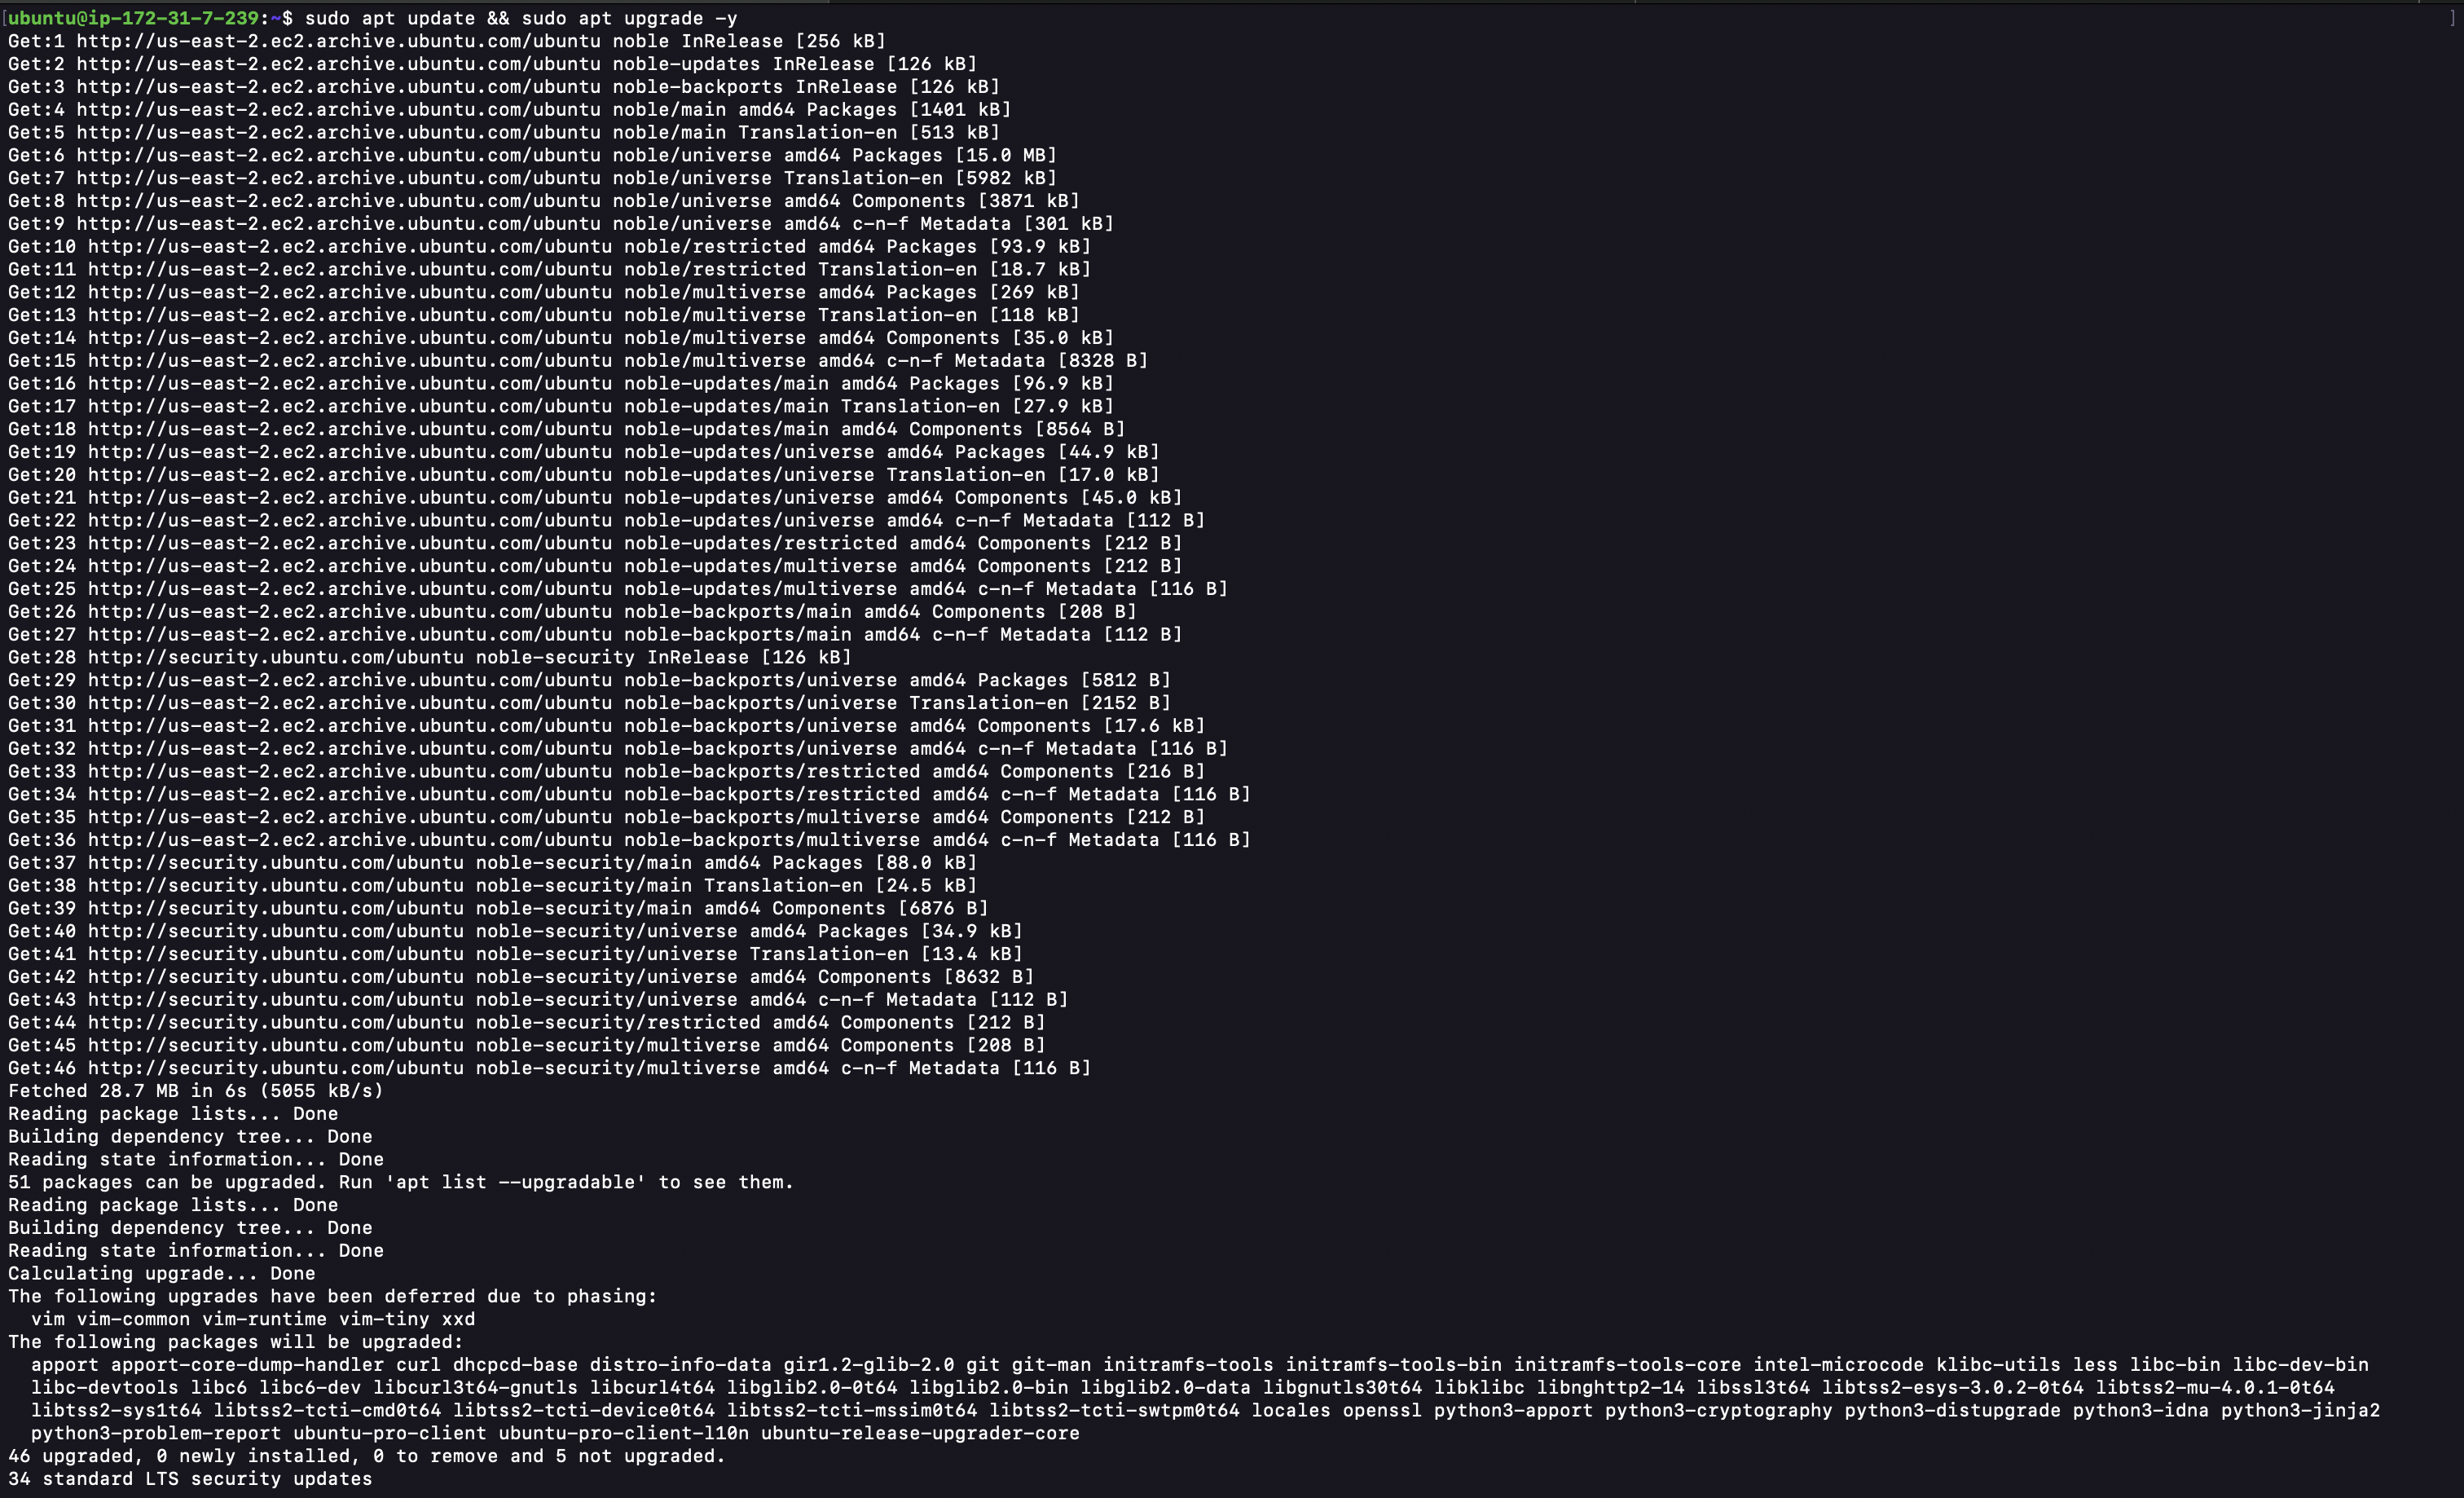 [ubuntu@ip-172-31-7-239:~$ sudo apt update && sudo apt upgrade -y ]
Get:1 http://us-east-2.ec2.archive.ubuntu.com/ubuntu noble InRelease [256 kB]
Get:2 http://us-east-2.ec2.archive.ubuntu.com/ubuntu noble-updates InRelease [126 kB]
Get:3 http://us-east-2.ec2.archive.ubuntu.com/ubuntu noble-backports InRelease [126 kB]
Get:4 http://us-east-2.ec2.archive.ubuntu.com/ubuntu noble/main amd64 Packages [1401 kB]
Get:5 http://us-east-2.ec2.archive.ubuntu.com/ubuntu noble/main Translation-en [513 kB]
Get:6 http://us-east-2.ec2.archive.ubuntu.com/ubuntu noble/universe amd64 Packages [15.0 MB]
Get:7 http://us-east-2.ec2.archive.ubuntu.com/ubuntu noble/universe Translation-en [5982 kB]
Get:8 http://us-east-2.ec2.archive.ubuntu.com/ubuntu noble/universe amd64 Components [3871 kB]
Get:9 http://us-east-2.ec2.archive.ubuntu.com/ubuntu noble/universe amd64 c-n-f Metadata [301 kB]
Get:10 http://us-east-2.ec2.archive.ubuntu.com/ubuntu noble/restricted amd64 Packages [93.9 kB]
Get:11 http://us-east-2.ec2.archive.ubuntu.com/ubuntu noble/restricted Translation-en [18.7 kB]
Get:12 http://us-east-2.ec2.archive.ubuntu.com/ubuntu noble/multiverse amd64 Packages [269 kB]
Get:13 http://us-east-2.ec2.archive.ubuntu.com/ubuntu noble/multiverse Translation-en [118 kB]
Get:14 http://us-east-2.ec2.archive.ubuntu.com/ubuntu noble/multiverse amd64 Components [35.0 kB]
Get:15 http://us-east-2.ec2.archive.ubuntu.com/ubuntu noble/multiverse amd64 c-n-f Metadata [8328 B]
Get:16 http://us-east-2.ec2.archive.ubuntu.com/ubuntu noble-updates/main amd64 Packages [96.9 kB]
Get:17 http://us-east-2.ec2.archive.ubuntu.com/ubuntu noble-updates/main Translation-en [27.9 kB]
Get:18 http://us-east-2.ec2.archive.ubuntu.com/ubuntu noble-updates/main amd64 Components [8564 B]
Get:19 http://us-east-2.ec2.archive.ubuntu.com/ubuntu noble-updates/universe amd64 Packages [44.9 kB]
Get:20 http://us-east-2.ec2.archive.ubuntu.com/ubuntu noble-updates/universe Translation-en [17.0 kB]
Get:21 http://us-east-2.ec2.archive.ubuntu.com/ubuntu noble-updates/universe amd64 Components [45.0 kB]
Get:22 http://us-east-2.ec2.archive.ubuntu.com/ubuntu noble-updates/universe amd64 c-n-f Metadata [112 B]
Get:23 http://us-east-2.ec2.archive.ubuntu.com/ubuntu noble-updates/restricted amd64 Components [212 B]
Get:24 http://us-east-2.ec2.archive.ubuntu.com/ubuntu noble-updates/multiverse amd64 Components [212 B]
Get:25 http://us-east-2.ec2.archive.ubuntu.com/ubuntu noble-updates/multiverse amd64 c-n-f Metadata [116 B]
Get:26 http://us-east-2.ec2.archive.ubuntu.com/ubuntu noble-backports/main amd64 Components [208 B]
Get:27 http://us-east-2.ec2.archive.ubuntu.com/ubuntu noble-backports/main amd64 c-n-f Metadata [112 B]
Get:28 http://security.ubuntu.com/ubuntu noble-security InRelease [126 kB]
Get:29 http://us-east-2.ec2.archive.ubuntu.com/ubuntu noble-backports/universe amd64 Packages [5812 B]
Get:30 http://us-east-2.ec2.archive.ubuntu.com/ubuntu noble-backports/universe Translation-en [2152 B]
Get:31 http://us-east-2.ec2.archive.ubuntu.com/ubuntu noble-backports/universe amd64 Components [17.6 kB]
Get:32 http://us-east-2.ec2.archive.ubuntu.com/ubuntu noble-backports/universe amd64 c-n-f Metadata [116 B]
Get:33 http://us-east-2.ec2.archive.ubuntu.com/ubuntu noble-backports/restricted amd64 Components [216 B]
Get:34 http://us-east-2.ec2.archive.ubuntu.com/ubuntu noble-backports/restricted amd64 c-n-f Metadata [116 B]
Get:35 http://us-east-2.ec2.archive.ubuntu.com/ubuntu noble-backports/multiverse amd64 Components [212 B]
Get:36 http://us-east-2.ec2.archive.ubuntu.com/ubuntu noble-backports/multiverse amd64 c-n-f Metadata [116 B]
Get:37 http://security.ubuntu.com/ubuntu noble-security/main amd64 Packages [88.0 kB]
Get:38 http://security.ubuntu.com/ubuntu noble-security/main Translation-en [24.5 kB]
Get:39 http://security.ubuntu.com/ubuntu noble-security/main amd64 Components [6876 B]
Get:40 http://security.ubuntu.com/ubuntu noble-security/universe amd64 Packages [34.9 kB]
Get:41 http://security.ubuntu.com/ubuntu noble-security/universe Translation-en [13.4 kB]
Get:42 http://security.ubuntu.com/ubuntu noble-security/universe amd64 Components [8632 B]
Get:43 http://security.ubuntu.com/ubuntu noble-security/universe amd64 c-n-f Metadata [112 B]
Get:44 http://security.ubuntu.com/ubuntu noble-security/restricted amd64 Components [212 B]
Get:45 http://security.ubuntu.com/ubuntu noble-security/multiverse amd64 Components [208 B]
Get:46 http://security.ubuntu.com/ubuntu noble-security/multiverse amd64 c-n-f Metadata [116 B]
Fetched 28.7 MB in 6s (5055 kB/s)
Reading package lists... Done
Building dependency tree... Done
Reading state information... Done
51 packages can be upgraded. Run 'apt list --upgradable' to see them.
Reading package lists... Done
Building dependency tree... Done
Reading state information... Done
Calculating upgrade... Done
The following upgrades have been deferred due to phasing:
  vim vim-common vim-runtime vim-tiny xxd
The following packages will be upgraded:
  apport apport-core-dump-handler curl dhcpcd-base distro-info-data gir1.2-glib-2.0 git git-man initramfs-tools initramfs-tools-bin initramfs-tools-core intel-microcode klibc-utils less libc-bin libc-dev-bin
  libc-devtools libc6 libc6-dev libcurl3t64-gnutls libcurl4t64 libglib2.0-0t64 libglib2.0-bin libglib2.0-data libgnutls30t64 libklibc libnghttp2-14 libssl3t64 libtss2-esys-3.0.2-0t64 libtss2-mu-4.0.1-0t64
  libtss2-sys1t64 libtss2-tcti-cmd0t64 libtss2-tcti-device0t64 libtss2-tcti-mssim0t64 libtss2-tcti-swtpm0t64 locales openssl python3-apport python3-cryptography python3-distupgrade python3-idna python3-jinja2
  python3-problem-report ubuntu-pro-client ubuntu-pro-client-l10n ubuntu-release-upgrader-core
46 upgraded, 0 newly installed, 0 to remove and 5 not upgraded.
34 standard LTS security updates